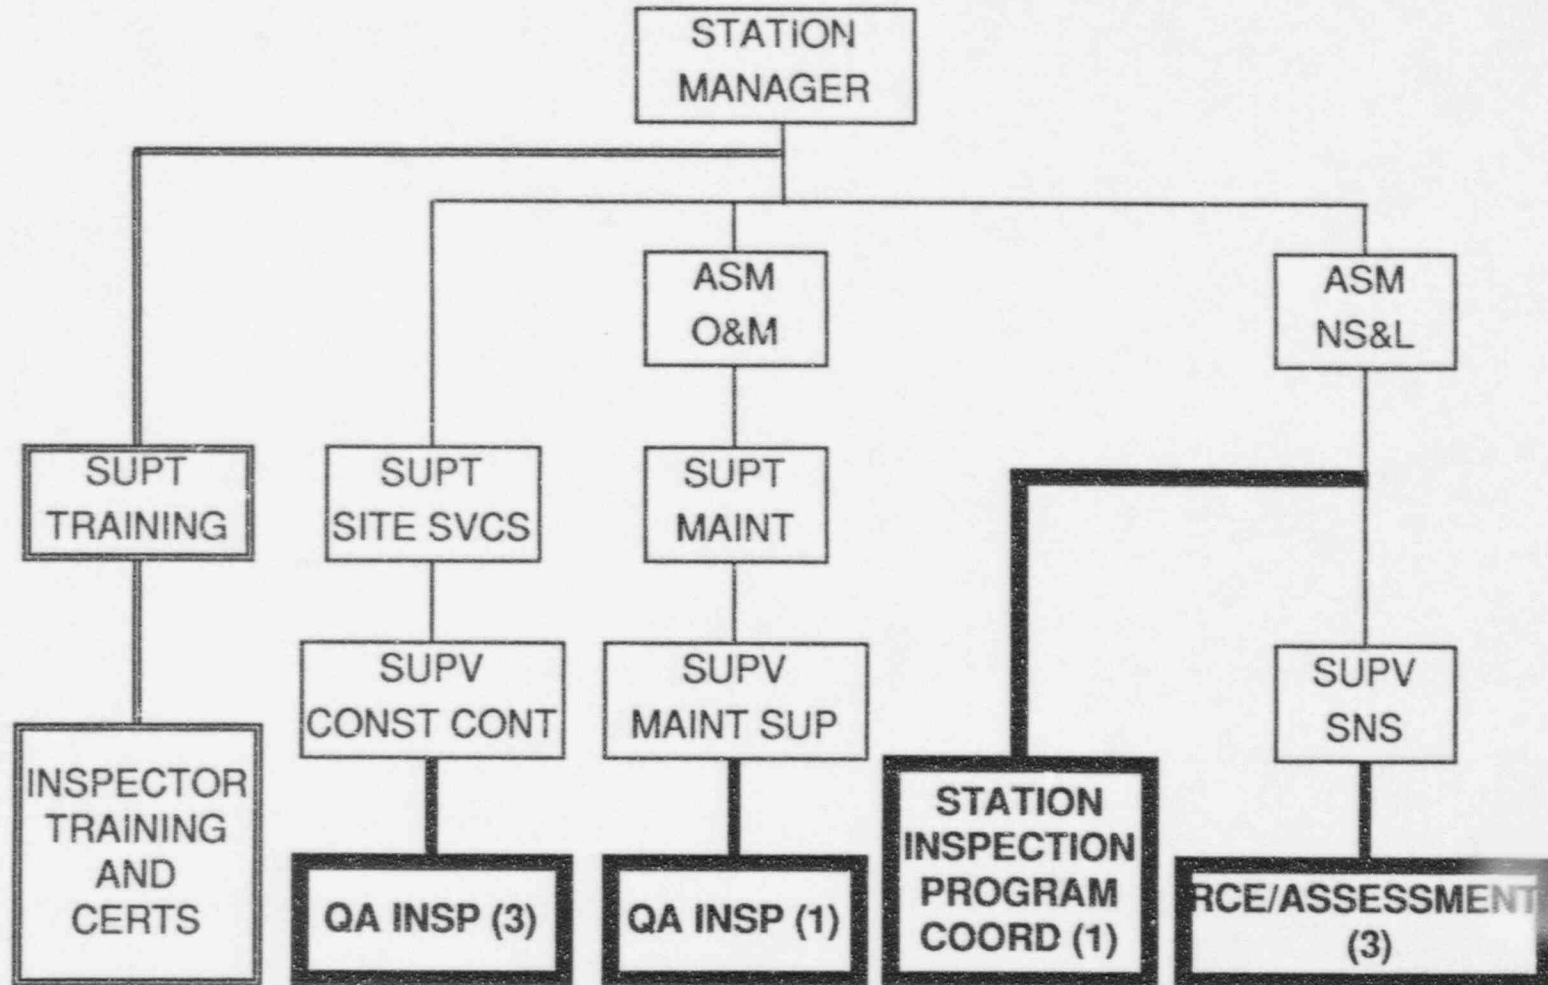 STATION
MANAGER
ASM
O&M
ASM
NS&L
SUPT
TRAINING
SUPT
SITE SVCS
SUPT
MAINT
SUPV
CONST CONT
SUPV
MAINT SUP
SUPV
SNS
INSPECTOR
TRAINING
AND
CERTS
QA INSP (3)
QA INSP (1)
STATION
INSPECTION
PROGRAM
COORD (1)
RCE/ASSESSMENT
(3)